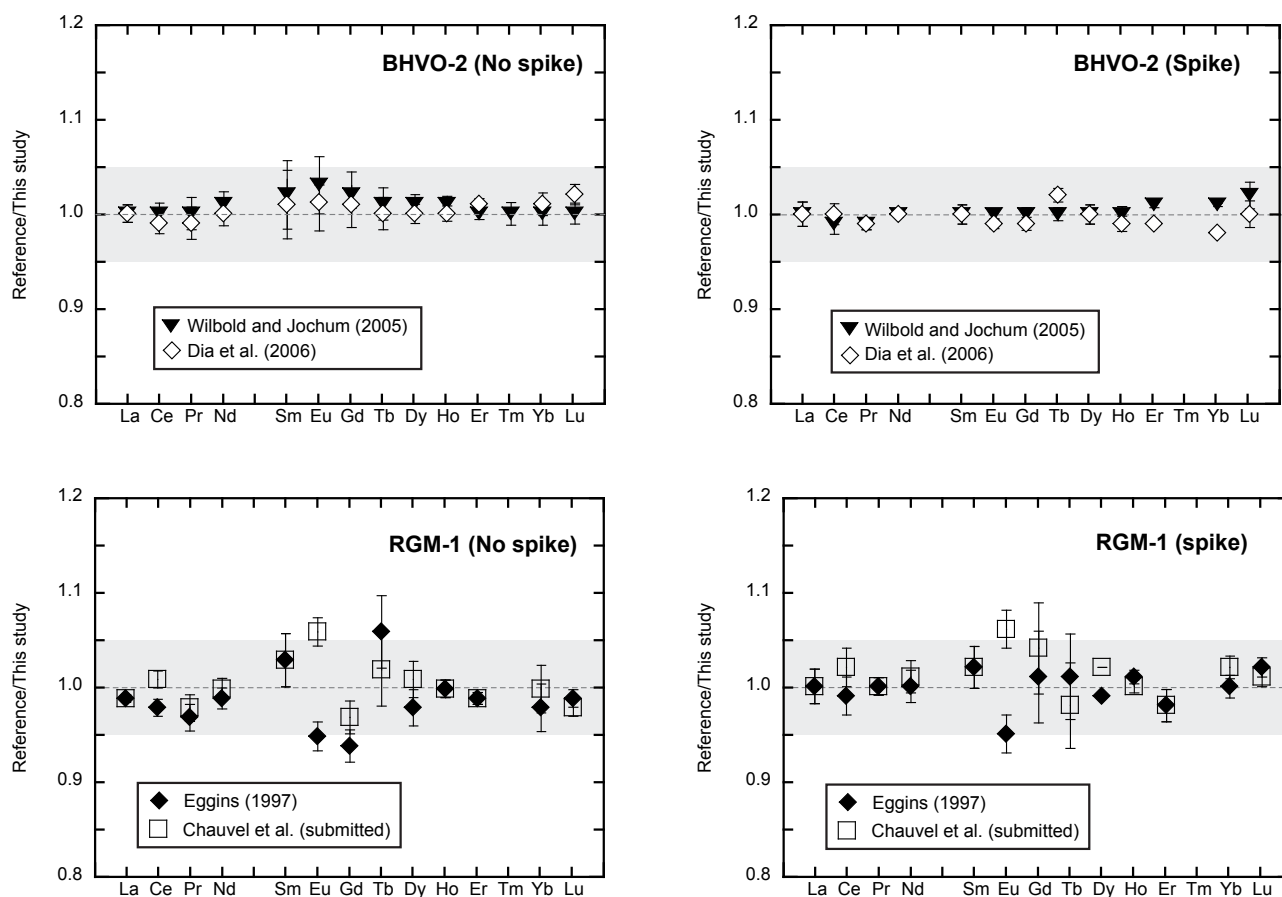 BHVO-2 (No spike)
Reference/This study
1.2
1.1
1.0
0.9
0.8
Wilbold and Jochum (2005)
Dia et al. (2006)
La Ce Pr Nd Sm Eu Gd Tb Dy Ho Er Tm Yb Lu
BHVO-2 (Spike)
Reference/This study
1.2
1.1
1.0
0.9
0.8
Wilbold and Jochum (2005)
Dia et al. (2006)
La Ce Pr Nd Sm Eu Gd Tb Dy Ho Er Tm Yb Lu
RGM-1 (No spike)
Reference/This study
1.2
1.1
1.0
0.9
0.8
Eggins (1997)
Chauvel et al. (submitted)
La Ce Pr Nd Sm Eu Gd Tb Dy Ho Er Tm Yb Lu
RGM-1 (spike)
Reference/This study
1.2
1.1
1.0
0.9
0.8
Eggins (1997)
Chauvel et al. (submitted)
La Ce Pr Nd Sm Eu Gd Tb Dy Ho Er Tm Yb Lu